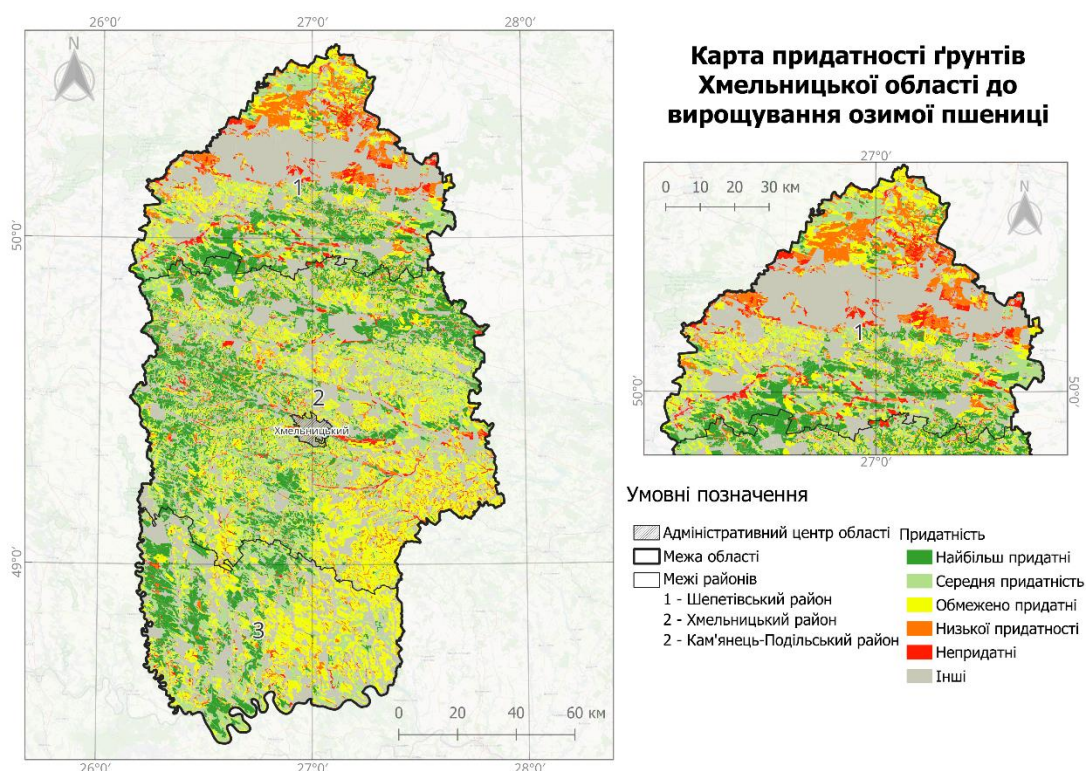 Карта придатності ґрунтів
Хмельницької області до
вирощування озимої пшениці
26°0′ 27°0′ 28°0′
N
50°0′
49°0′
1
2
Хмельницький
3
0 20 40 60 км
26°0′ 27°0′ 28°0′
27°0′
0 10 20 30 км
N
1
50°0′ 50°0′
27°0′
Умовні позначення
Адміністративний центр області
Межа області
Межі районів
1 - Шепетівський район
2 - Хмельницький район
2 - Кам'янець-Подільський район
Придатність
Найбільш придатні
Середня придатність
Обмежено придатні
Низької придатності
Непридатні
Інші